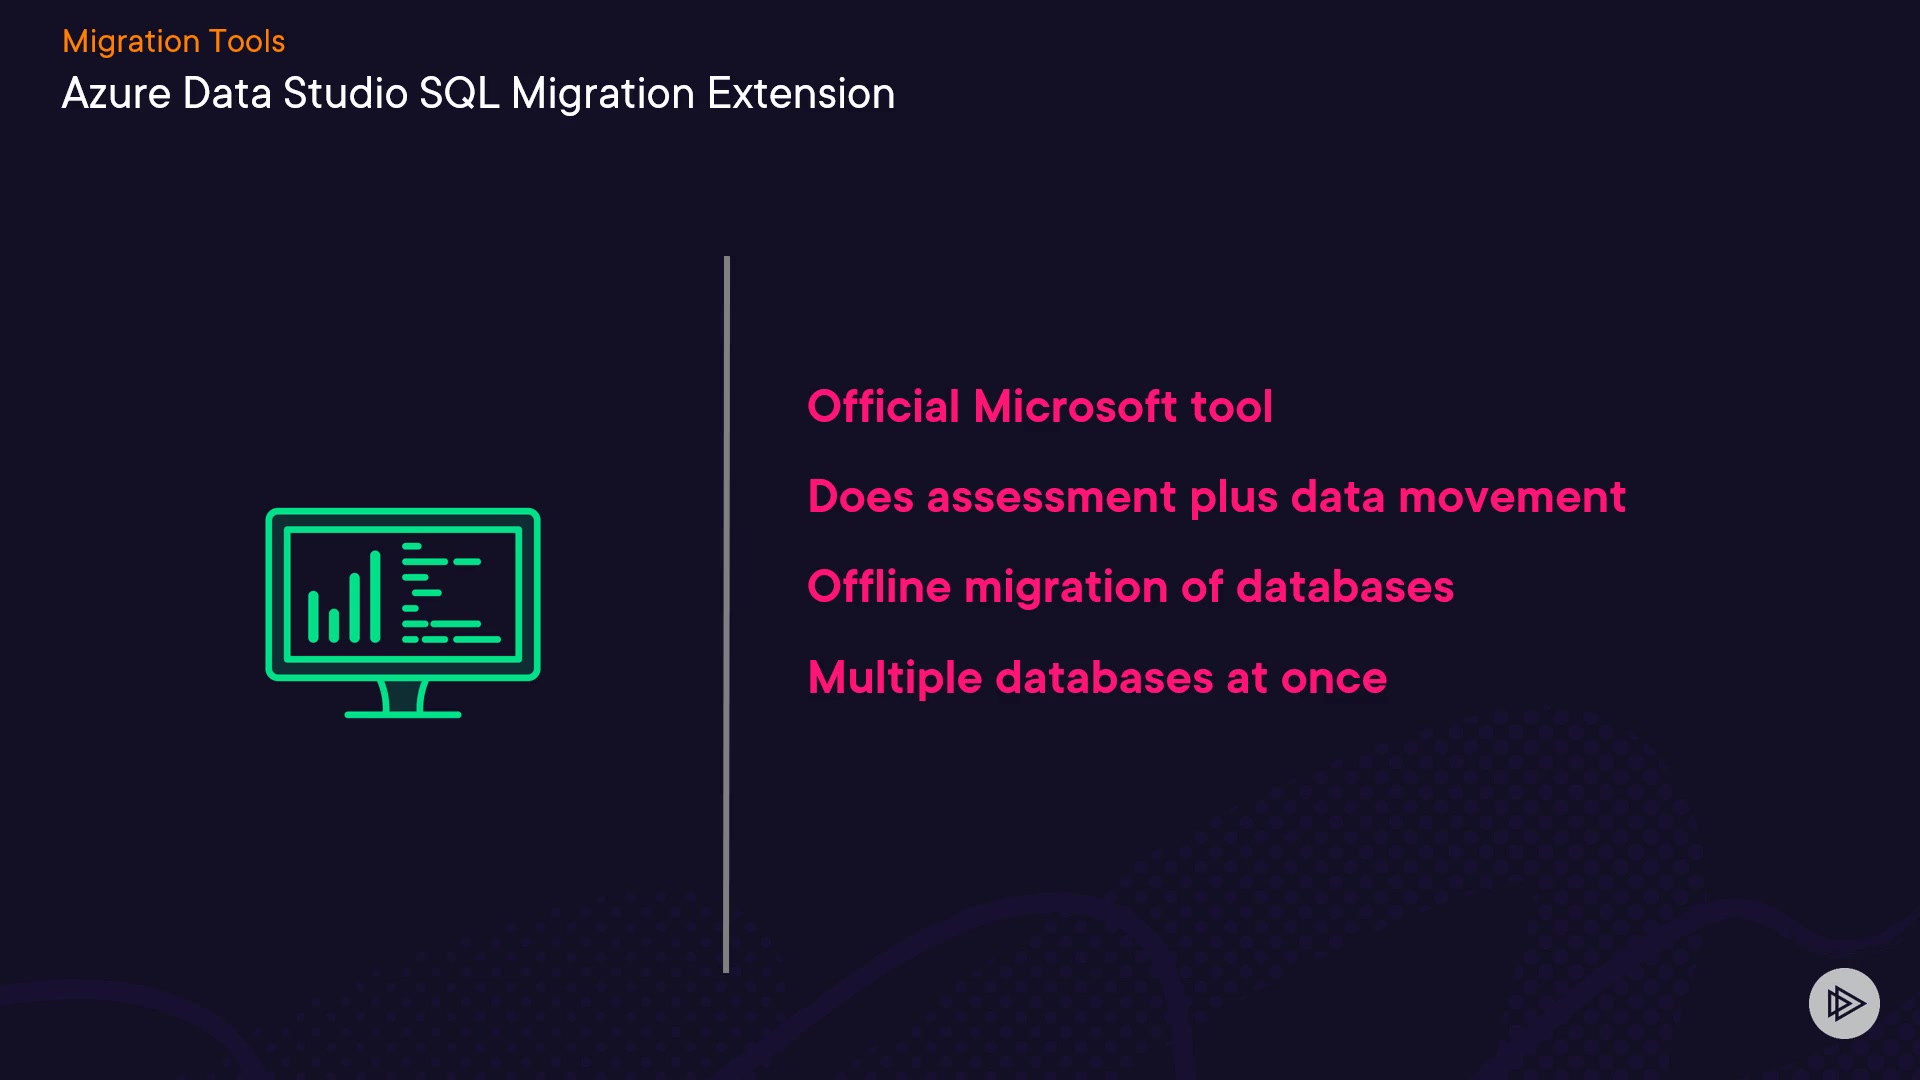 Migration Tools
Azure Data Studio SQL Migration Extension
Official Microsoft tool
Does assessment plus data movement
Offline migration of databases
Multiple databases at once